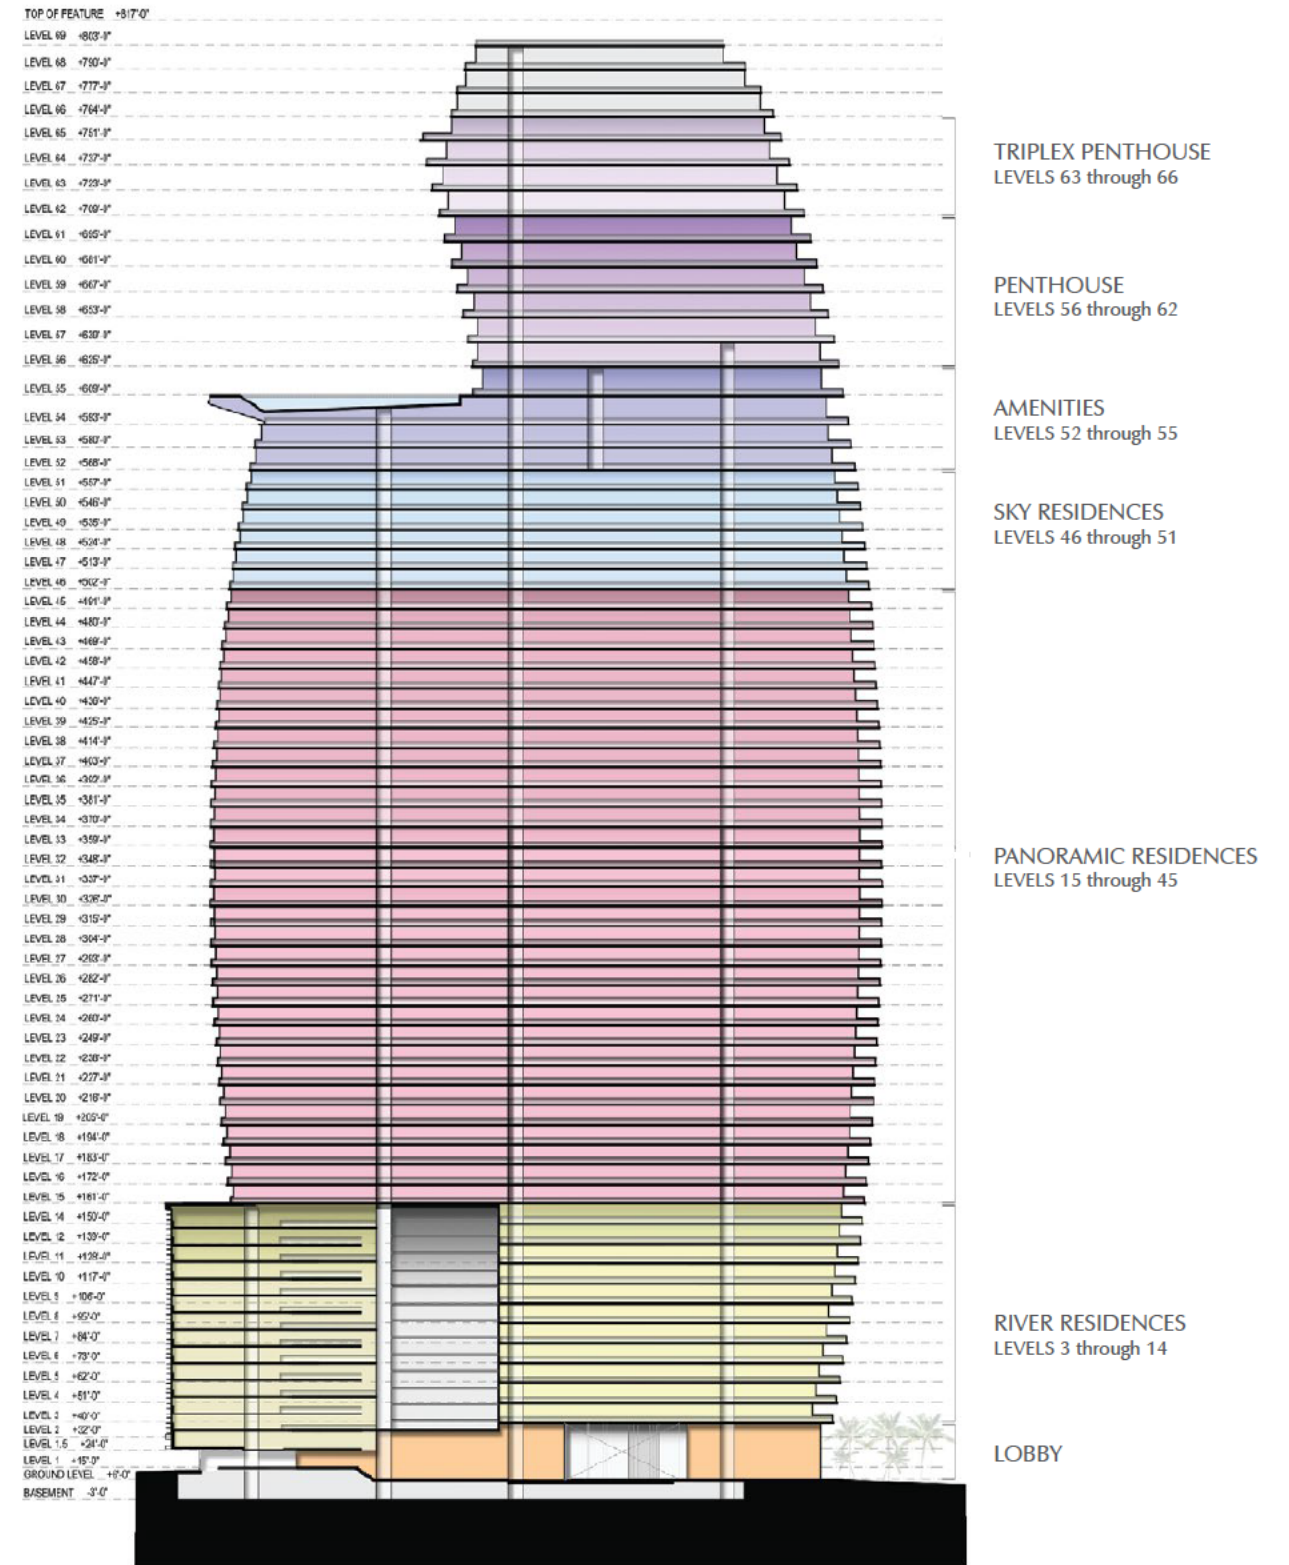 TOP OF FEATURE +817'-0"
LEVEL 69 +803'-0"
LEVEL 68 +790'-0"
LEVEL 67 +777'-0"
LEVEL 66 +764'-0"
LEVEL 65 +751'-0"
LEVEL 64 +737'-0"
LEVEL 63 +723'-0"
LEVEL 62 +709'-0"
LEVEL 61 +695'-0"
LEVEL 60 +681'-0"
LEVEL 59 +667'-0"
LEVEL 58 +653'-0"
LEVEL 57 +639'-0"
LEVEL 56 +625'-0"
LEVEL 55 +609'-0"
LEVEL 54 +593'-0"
LEVEL 53 +580'-0"
LEVEL 52 +568'-0"
LEVEL 51 +557'-0"
LEVEL 50 +546'-0"
LEVEL 49 +535'-0"
LEVEL 48 +524'-0"
LEVEL 47 +513'-0"
LEVEL 46 +502'-0"
LEVEL 45 +491'-0"
LEVEL 44 +480'-0"
LEVEL 43 +469'-0"
LEVEL 42 +458'-0"
LEVEL 41 +447'-0"
LEVEL 40 +436'-0"
LEVEL 39 +425'-0"
LEVEL 38 +414'-0"
LEVEL 37 +403'-0"
LEVEL 36 +392'-0"
LEVEL 35 +381'-0"
LEVEL 34 +370'-0"
LEVEL 33 +359'-0"
LEVEL 32 +348'-0"
LEVEL 31 +337'-0"
LEVEL 30 +326'-0"
LEVEL 29 +315'-0"
LEVEL 28 +304'-0"
LEVEL 27 +293'-0"
LEVEL 26 +282'-0"
LEVEL 25 +271'-0"
LEVEL 24 +260'-0"
LEVEL 23 +249'-0"
LEVEL 22 +238'-0"
LEVEL 21 +227'-0"
LEVEL 20 +216'-0"
LEVEL 19 +205'-0"
LEVEL 18 +194'-0"
LEVEL 17 +183'-0"
LEVEL 16 +172'-0"
LEVEL 15 +161'-0"
LEVEL 14 +150'-0"
LEVEL 12 +139'-0"
LEVEL 11 +128'-0"
LEVEL 10 +117'-0"
LEVEL 9 +106'-0"
LEVEL 8 +95'-0"
LEVEL 7 +84'-0"
LEVEL 6 +73'-0"
LEVEL 5 +62'-0"
LEVEL 4 +51'-0"
LEVEL 3 +40'-0"
LEVEL 2 +32'-0"
LEVEL 1.5 +24'-0"
LEVEL 1 +15'-0"
GROUND LEVEL +6'-0"
BASEMENT -3'-0"
TRIPLEX PENTHOUSE
LEVELS 63 through 66
PENTHOUSE
LEVELS 56 through 62
AMENITIES
LEVELS 52 through 55
SKY RESIDENCES
LEVELS 46 through 51
PANORAMIC RESIDENCES
LEVELS 15 through 45
RIVER RESIDENCES
LEVELS 3 through 14
LOBBY